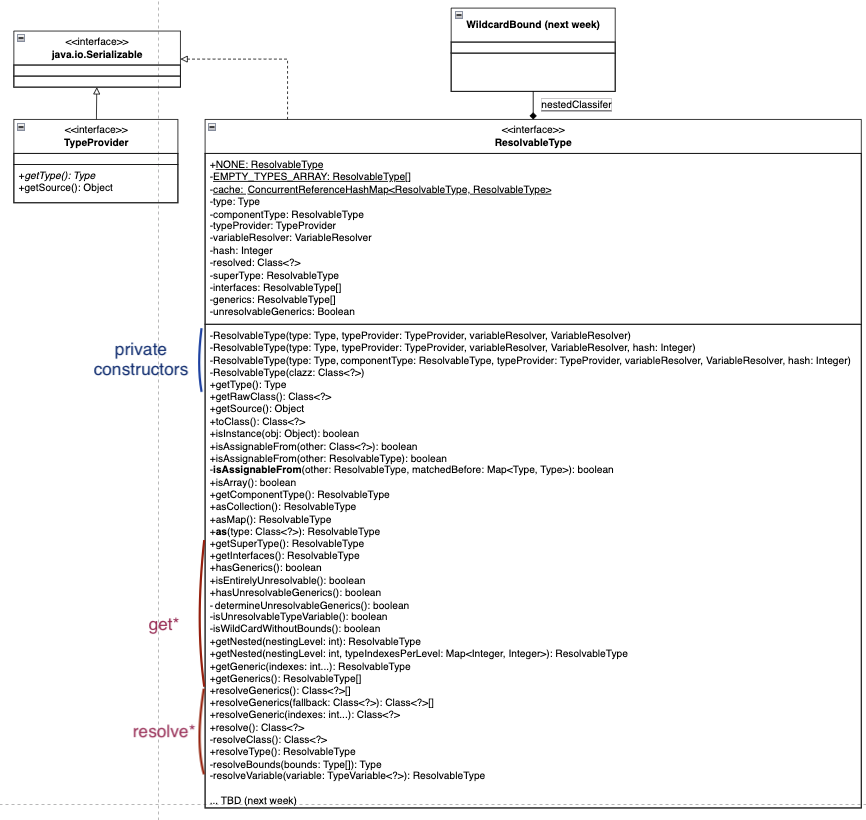 WildcardBound (next week)
<<interface>>
java.io.Serializable
nestedClassifer
<<interface>>
TypeProvider
+getType(): Type
+getSource(): Object
<<interface>>
ResolvableType
+NONE: ResolvableType
-EMPTY_TYPES_ARRAY: ResolvableType[]
-cache: ConcurrentReferenceHashMap<ResolvableType, ResolvableType>
-type: Type
-componentType: ResolvableType
-typeProvider: TypeProvider
-variableResolver: VariableResolver
-hash: Integer
-resolved: Class<?>
-superType: ResolvableType
-interfaces: ResolvableType[]
-generics: ResolvableType[]
-unresolvableGenerics: Boolean
private
constructors
-ResolvableType(type: Type, typeProvider: TypeProvider, variableResolver, VariableResolver)
-ResolvableType(type: Type, typeProvider: TypeProvider, variableResolver, VariableResolver, hash: Integer)
-ResolvableType(type: Type, componentType: ResolvableType, typeProvider: TypeProvider, variableResolver, VariableResolver, hash: Integer)
-ResolvableType(clazz: Class<?>)
+getType(): Type
+getRawClass(): Class<?>
+getSource(): Object
+toClass(): Class<?>
+isInstance(obj: Object): boolean
+isAssignableFrom(other: Class<?>): boolean
+isAssignableFrom(other: ResolvableType): boolean
-isAssignableFrom(other: ResolvableType, matchedBefore: Map<Type, Type>): boolean
+isArray(): boolean
+getComponentType(): ResolvableType
+asCollection(): ResolvableType
+asMap(): ResolvableType
+as(type: Class<?>): ResolvableType
get*
+getSuperType(): ResolvableType
+getInterfaces(): ResolvableType
+hasGenerics(): boolean
+isEntirelyUnresolvable(): boolean
+hasUnresolvableGenerics(): boolean
- determineUnresolvableGenerics(): boolean
-isUnresolvableTypeVariable(): boolean
-isWildCardWithoutBounds(): boolean
+getNested(nestingLevel: int): ResolvableType
+getNested(nestingLevel: int, typeIndexesPerLevel: Map<Integer, Integer>): ResolvableType
+getGeneric(indexes: int...): ResolvableType
+getGenerics(): ResolvableType[]
resolve*
+resolveGenerics(): Class<?>[]
+resolveGenerics(fallback: Class<?>): Class<?>[]
+resolveGeneric(indexes: int...): Class<?>
+resolve(): Class<?>
-resolveClass(): Class<?>
+resolveType(): ResolvableType
-resolveBounds(bounds: Type[]): Type
-resolveVariable(variable: TypeVariable<?>): ResolvableType
... TBD (next week)